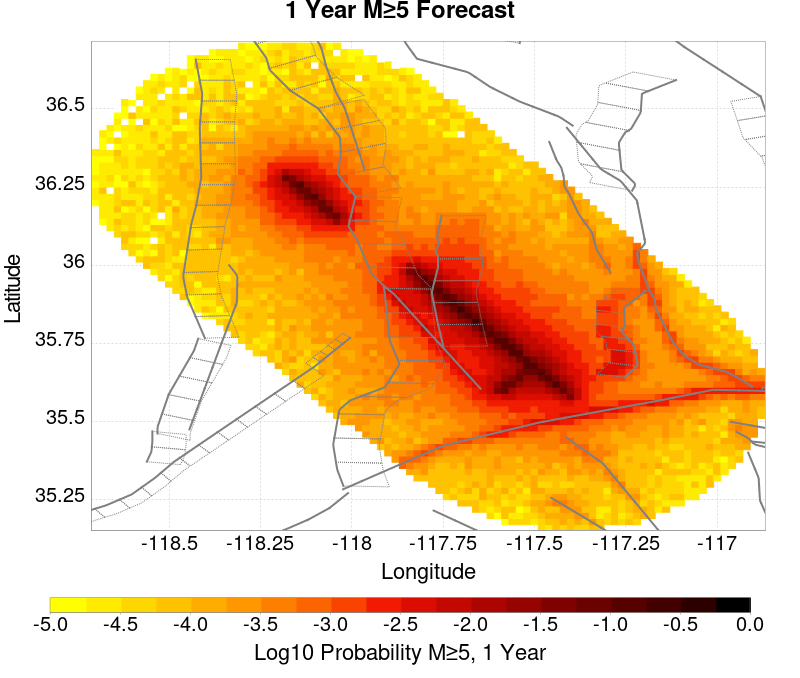 1 Year M≥5 Forecast
36.5
36.25
36
35.75
35.5
35.25
Latitude
-118.5 -118.25 -118 -117.75 -117.5 -117.25 -117
Longitude
-5.0 -4.5 -4.0 -3.5 -3.0 -2.5 -2.0 -1.5 -1.0 -0.5 0.0
Log10 Probability M≥5, 1 Year